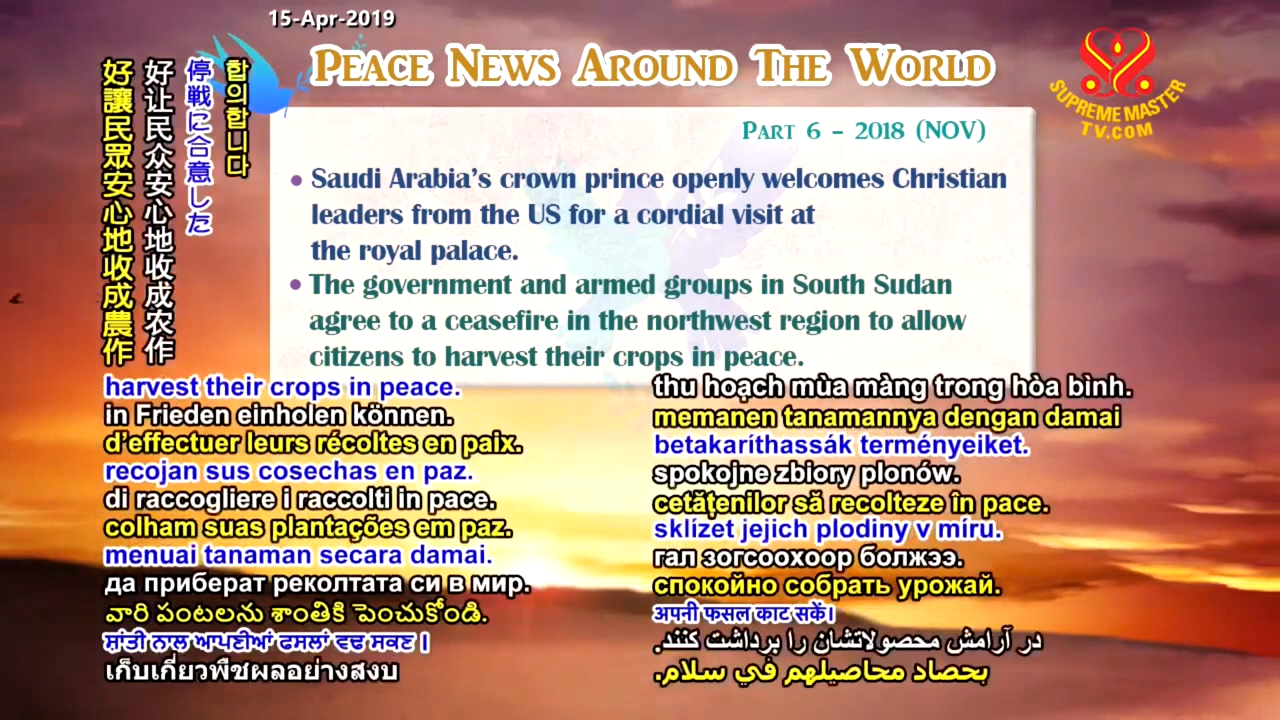 15-Apr-2019
PEACE NEWS AROUND THE WORLD
SUPREME MASTER
TV.COM
PART 6 - 2018 (NOV)
• Saudi Arabia's crown prince openly welcomes Christian
leaders from the US for a cordial visit at
the royal palace.
• The government and armed groups in South Sudan
agree to a ceasefire in the northwest region to allow
citizens to harvest their crops in peace.
합의합니다
停戦に合意した
好让民众安心地收成农作
好讓民眾安心地收成農作
harvest their crops in peace.
in Frieden einholen können.
d'effectuer leurs récoltes en paix.
recojan sus cosechas en paz.
di raccogliere i raccolti in pace.
colham suas plantações em paz.
menuai tanaman secara damai.
да приберат реколтата си в мир.
వారి పంటలను శాంతికి పెంచుకోండి.
ਸ਼ਾਂਤੀ ਨਾਲ ਆਪਣੀਆਂ ਫਸਲਾਂ ਵਢ ਸਕਣ ।
เก็บเกี่ยวพืชผลอย่างสงบ
thu hoạch mùa màng trong hòa bình.
memanen tanamannya dengan damai
betakaríthassák terményeiket.
spokojne zbiory plonów.
cetățenilor să recolteze în pace.
sklízet jejich plodiny v míru.
гал зогсоохоор болжээ.
спокойно собрать урожай.
अपनी फसल काट सकें।
در آرامش محصولاتشان را برداشت کنند.
بحصاد محاصيلهم في سلام.